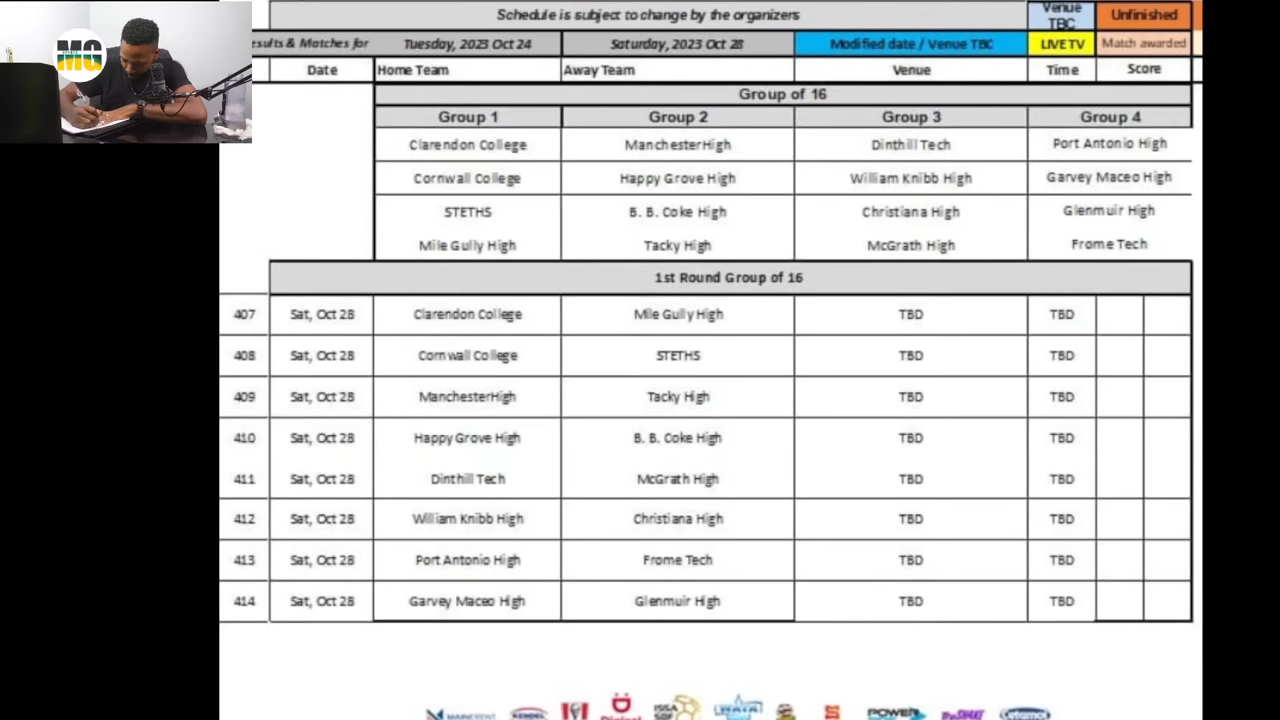 MG
Schedule is subject to change by the organizers Venue TBC Unfinished
esults & Matches for Tuesday, 2023 Oct 24 Saturday, 2023 Oct 28 Modified date / Venue TBC LIVE TV Match awarded
Date Home Team Away Team Venue Time Score
Group of 16
Group 1 Group 2 Group 3 Group 4
Clarendon College ManchesterHigh Dinthill Tech Port Antonio High
Cornwall College Happy Grove High William Knibb High Garvey Maceo High
STETHS B. B. Coke High Christiana High Glenmuir High
Mile Gully High Tacky High McGrath High Frome Tech
1st Round Group of 16
407 Sat, Oct 28 Clarendon College Mile Gully High TBD TBD
408 Sat, Oct 28 Cornwall College STETHS TBD TBD
409 Sat, Oct 28 ManchesterHigh Tacky High TBD TBD
410 Sat, Oct 28 Happy Grove High B. B. Coke High TBD TBD
411 Sat, Oct 28 Dinthill Tech McGrath High TBD TBD
412 Sat, Oct 28 William Knibb High Christiana High TBD TBD
413 Sat, Oct 28 Port Antonio High Frome Tech TBD TBD
414 Sat, Oct 28 Garvey Maceo High Glenmuir High TBD TBD
KFC Digicel ISSA SBF WATA POWER